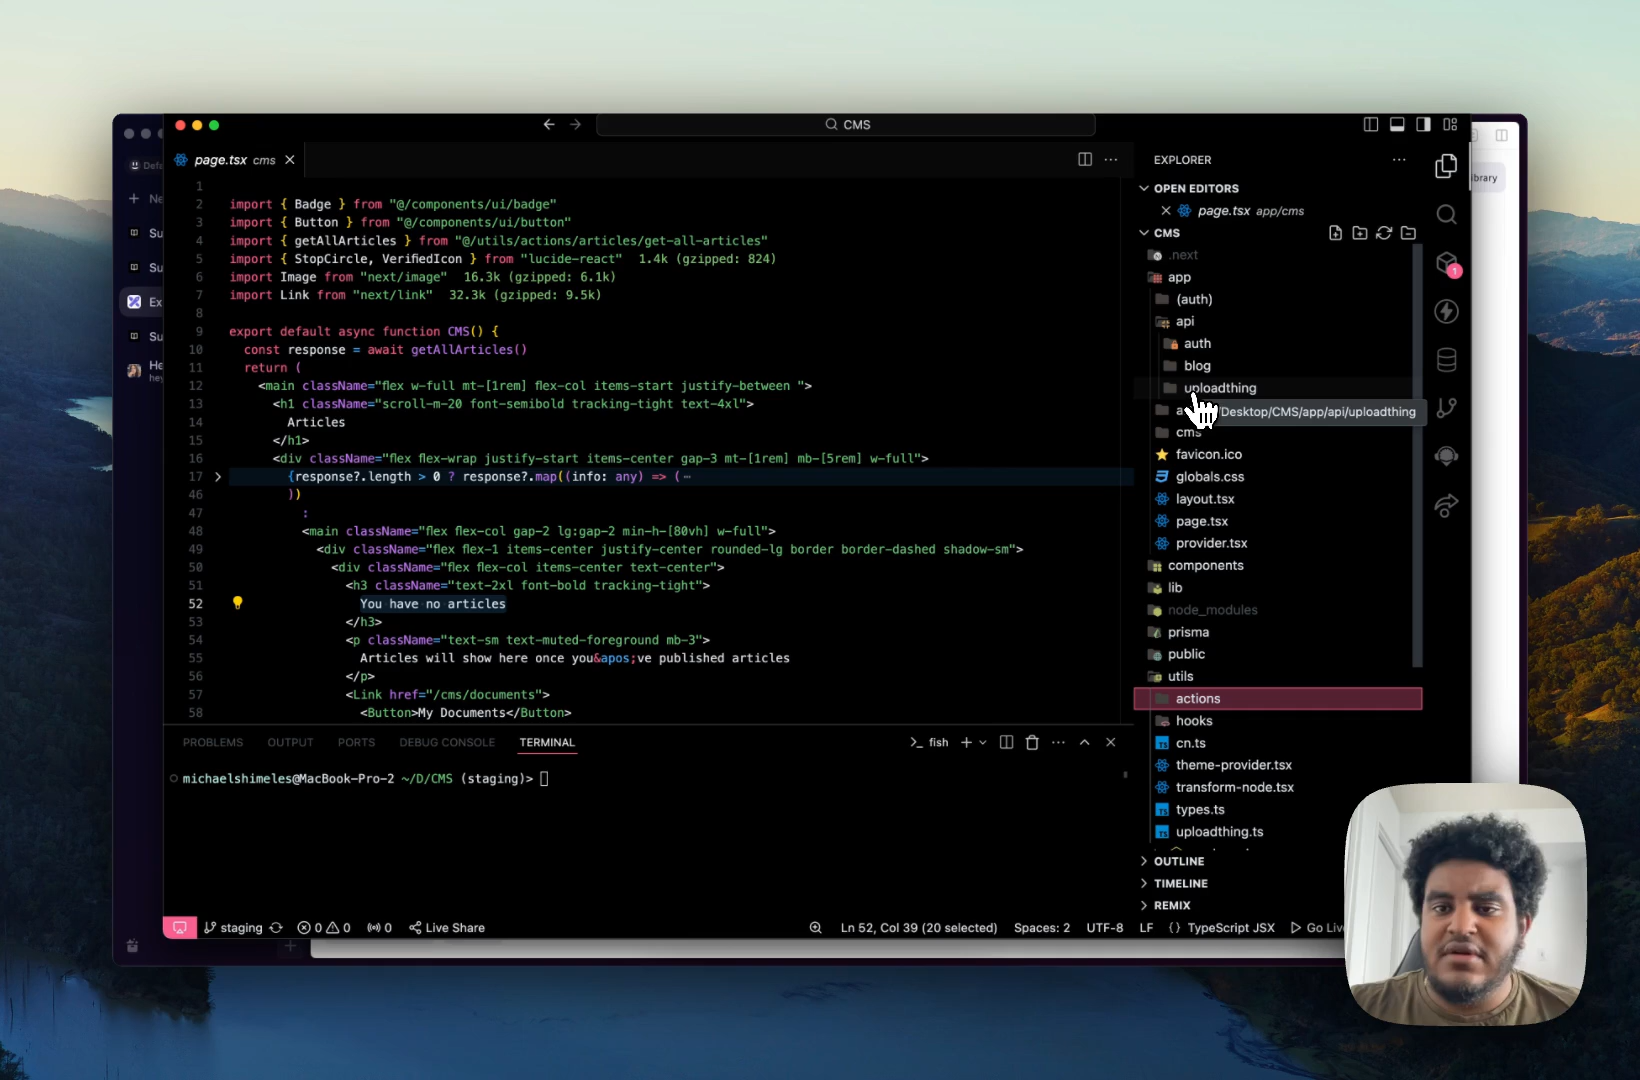 CMS
Defa
Ne
Su
Su
Ex
Su
He
hey
page.tsx cms
1
2 import { Badge } from "@/components/ui/badge"
3 import { Button } from "@/components/ui/button"
4 import { getAllArticles } from "@/utils/actions/articles/get-all-articles"
5 import { StopCircle, VerifiedIcon } from "lucide-react" 1.4k (gzipped: 824)
6 import Image from "next/image" 16.3k (gzipped: 6.1k)
7 import Link from "next/link" 32.3k (gzipped: 9.5k)
8
9 export default async function CMS() {
10 const response = await getAllArticles()
11 return (
12 <main className="flex w-full mt-[1rem] flex-col items-start justify-between ">
13 <h1 className="scroll-m-20 font-semibold tracking-tight text-4xl">
14 Articles
15 </h1>
16 <div className="flex flex-wrap justify-start items-center gap-3 mt-[1rem] mb-[5rem] w-full">
17 {response?.length > 0 ? response?.map((info: any) => (⋯
46 ))
47 :
48 <main className="flex flex-col gap-2 lg:gap-2 min-h-[80vh] w-full">
49 <div className="flex flex-1 items-center justify-center rounded-lg border border-dashed shadow-sm">
50 <div className="flex flex-col items-center text-center">
51 <h3 className="text-2xl font-bold tracking-tight">
52 You have no articles
53 </h3>
54 <p className="text-sm text-muted-foreground mb-3">
55 Articles will show here once you&apos;ve published articles
56 </p>
57 <Link href="/cms/documents">
58 <Button>My Documents</Button>
PROBLEMS OUTPUT PORTS DEBUG CONSOLE TERMINAL
fish
michaelshimeles@MacBook-Pro-2 ~/D/CMS (staging)>
EXPLORER
OPEN EDITORS
page.tsx app/cms
CMS
.next
app
(auth)
api
auth
blog
uploadthing
a
/Desktop/CMS/app/api/uploadthing
cms
favicon.ico
globals.css
layout.tsx
page.tsx
provider.tsx
components
lib
node_modules
prisma
public
utils
actions
hooks
cn.ts
theme-provider.tsx
transform-node.tsx
types.ts
uploadthing.ts
OUTLINE
TIMELINE
REMIX
1
ibrary
staging 0 0 0 Live Share
Ln 52, Col 39 (20 selected) Spaces: 2 UTF-8 LF {} TypeScript JSX Go Liv